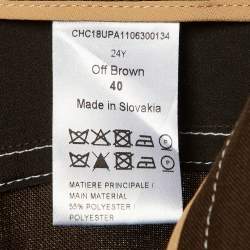 CHC18UPA1106300134
24Y
Off Brown
40
Made in Slovakia
MATIERE PRINCIPALE /
MAIN MATERIAL
55% POLYESTER /
POLYESTER